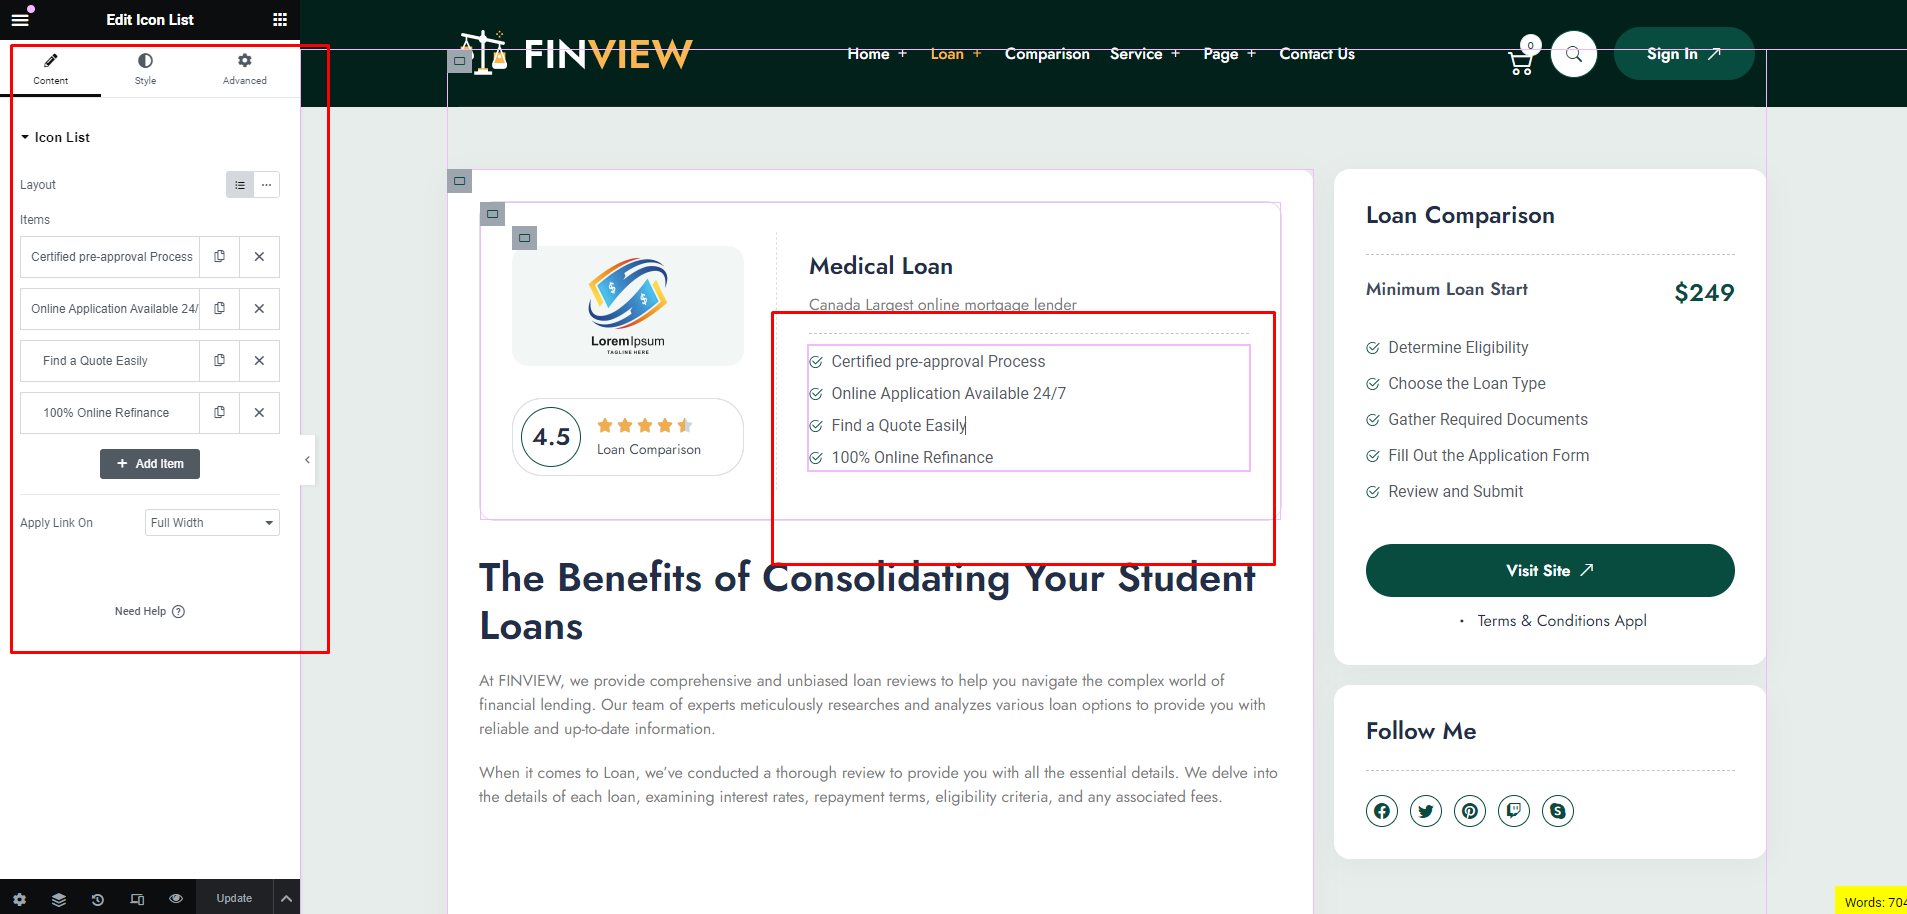 Edit Icon List
Content
Style
Advanced
Icon List
Layout
Items
Certified pre-approval Process
Online Application Available 24/
Find a Quote Easily
100% Online Refinance
+ Add Item
Apply Link On
Full Width
Need Help
Update
FINVIEW
Home +
Loan +
Comparison
Service +
Page +
Contact Us
0
Sign In
LoremIpsum
TAGLINE HERE
4.5
Loan Comparison
Medical Loan
Canada Largest online mortgage lender
Certified pre-approval Process
Online Application Available 24/7
Find a Quote Easily
100% Online Refinance
The Benefits of Consolidating Your Student
Loans
At FINVIEW, we provide comprehensive and unbiased loan reviews to help you navigate the complex world of
financial lending. Our team of experts meticulously researches and analyzes various loan options to provide you with
reliable and up-to-date information.
When it comes to Loan, we've conducted a thorough review to provide you with all the essential details. We delve into
the details of each loan, examining interest rates, repayment terms, eligibility criteria, and any associated fees.
Loan Comparison
Minimum Loan Start
$249
Determine Eligibility
Choose the Loan Type
Gather Required Documents
Fill Out the Application Form
Review and Submit
Visit Site
• Terms & Conditions Appl
Follow Me
Words: 704